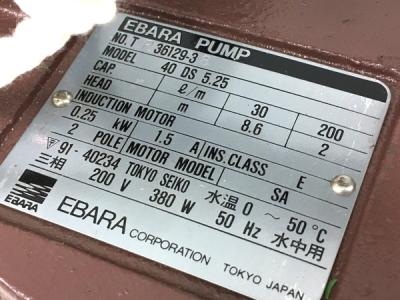 EBARA PUMP
NO.T 36129-3
MODEL 40 DS 5.25
CAP. ℓ/m 30 200
HEAD m 8.6 2
INDUCTION MOTOR
0.25 kW 1.5 A INS.CLASS E
2 POLE MOTOR MODEL SA
91-40234 TOKYO SEIKO 水温 0 ~ 50°C
三相 200 V 380 W 50 Hz 水中用
EBARA EBARA CORPORATION TOKYO JAPAN